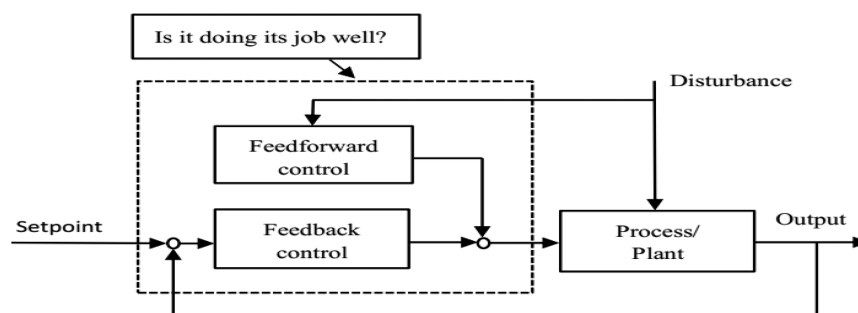 Is it doing its job well?
Disturbance
Feedforward
control
Setpoint
Feedback
control
Process/
Plant
Output